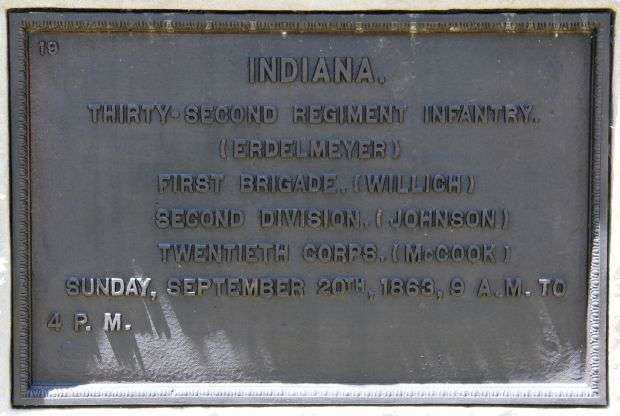 19
INDIANA.
THIRTY-SECOND REGIMENT INFANTRY.
(ERDELMEYER)
FIRST BRIGADE. (WILLICH)
SECOND DIVISION. (JOHNSON)
TWENTIETH CORPS. (McCOOK)
SUNDAY, SEPTEMBER 20TH, 1863, 9 A.M. TO
4 P. M.